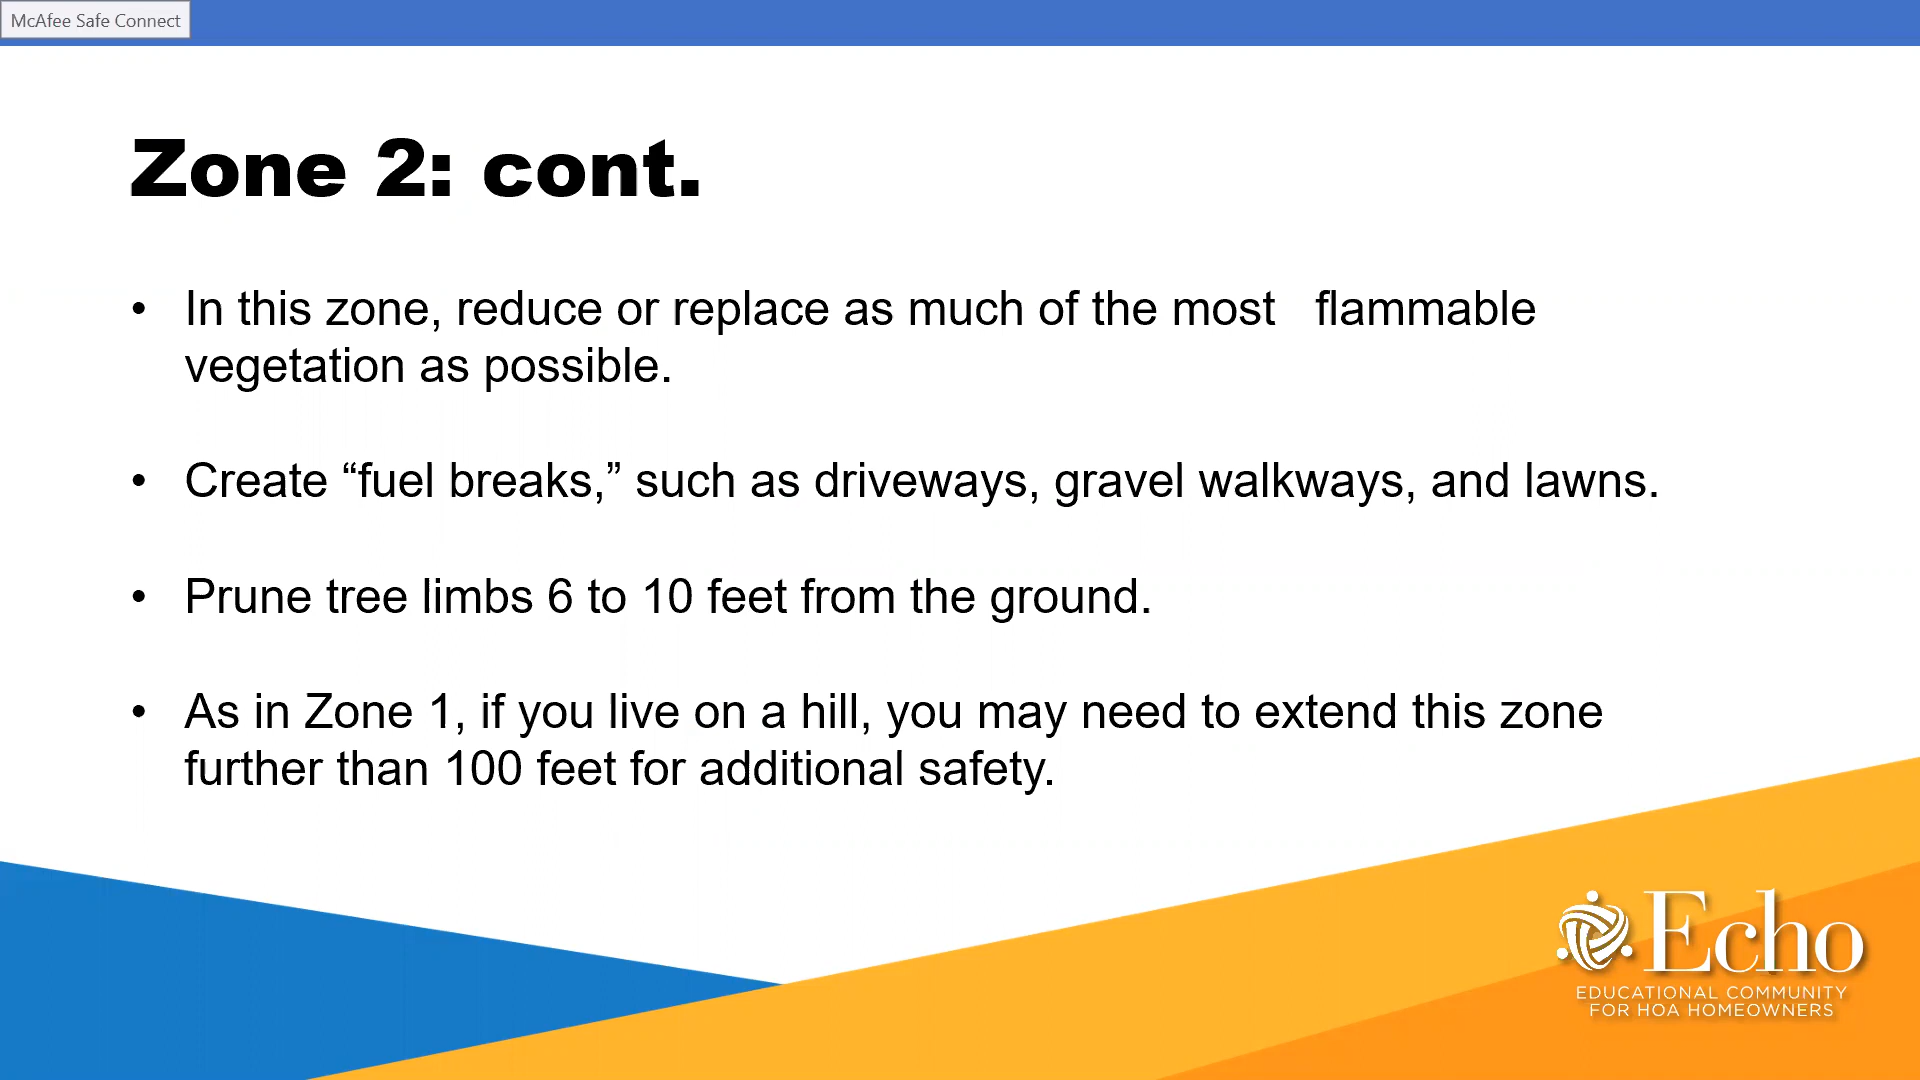 McAfee Safe Connect
Zone 2: cont.
• In this zone, reduce or replace as much of the most   flammable
vegetation as possible.
• Create “fuel breaks,” such as driveways, gravel walkways, and lawns.
• Prune tree limbs 6 to 10 feet from the ground.
• As in Zone 1, if you live on a hill, you may need to extend this zone
further than 100 feet for additional safety.
Echo
EDUCATIONAL COMMUNITY
FOR HOA HOMEOWNERS